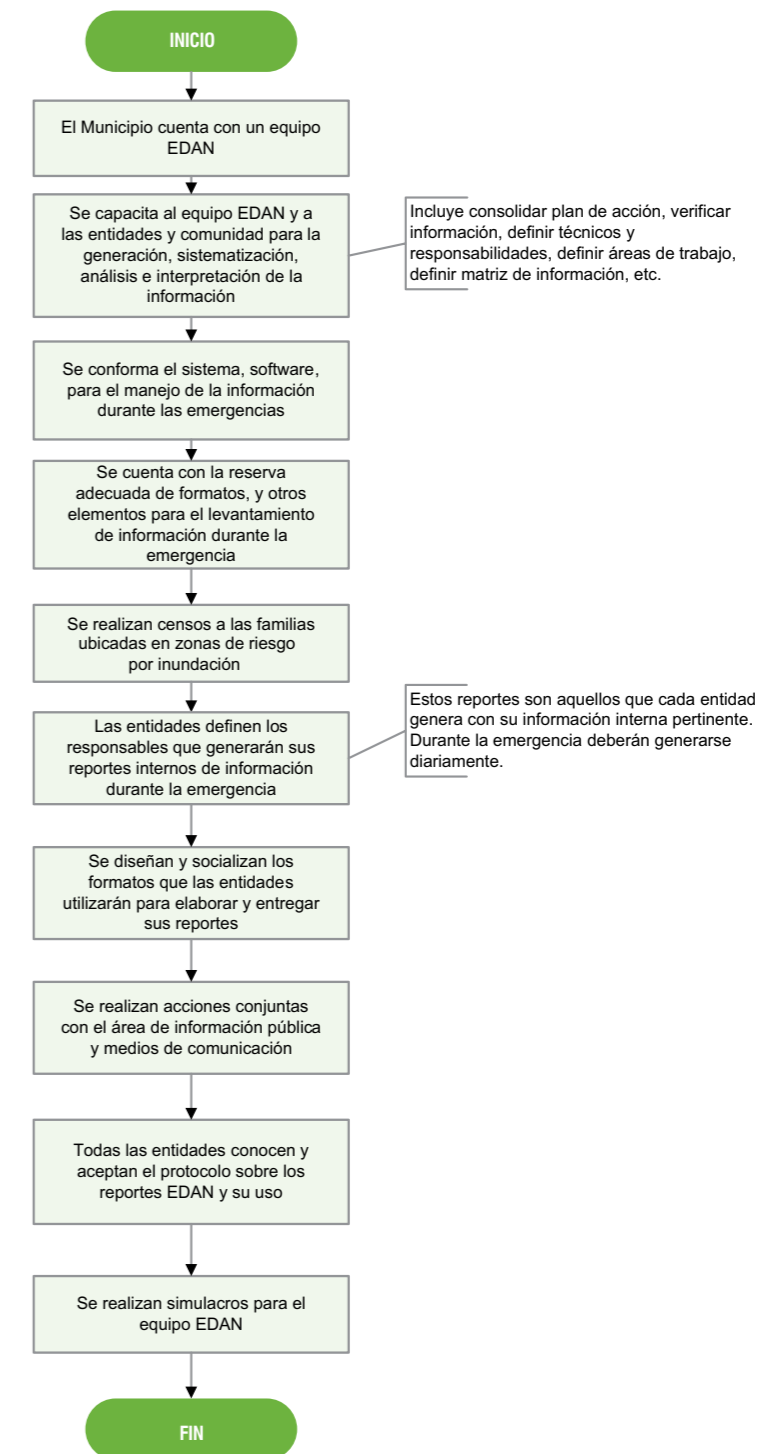 INICIO
El Municipio cuenta con un equipo
EDAN
Se capacita al equipo EDAN y a
las entidades y comunidad para la
generación, sistematización,
análisis e interpretación de la
información
Incluye consolidar plan de acción, verificar
información, definir técnicos y
responsabilidades, definir áreas de trabajo,
definir matriz de información, etc.
Se conforma el sistema, software,
para el manejo de la información
durante las emergencias
Se cuenta con la reserva
adecuada de formatos, y otros
elementos para el levantamiento
de información durante la
emergencia
Se realizan censos a las familias
ubicadas en zonas de riesgo
por inundación
Las entidades definen los
responsables que generarán sus
reportes internos de información
durante la emergencia
Estos reportes son aquellos que cada entidad
genera con su información interna pertinente.
Durante la emergencia deberán generarse
diariamente.
Se diseñan y socializan los
formatos que las entidades
utilizarán para elaborar y entregar
sus reportes
Se realizan acciones conjuntas
con el área de información pública
y medios de comunicación
Todas las entidades conocen y
aceptan el protocolo sobre los
reportes EDAN y su uso
Se realizan simulacros para el
equipo EDAN
FIN